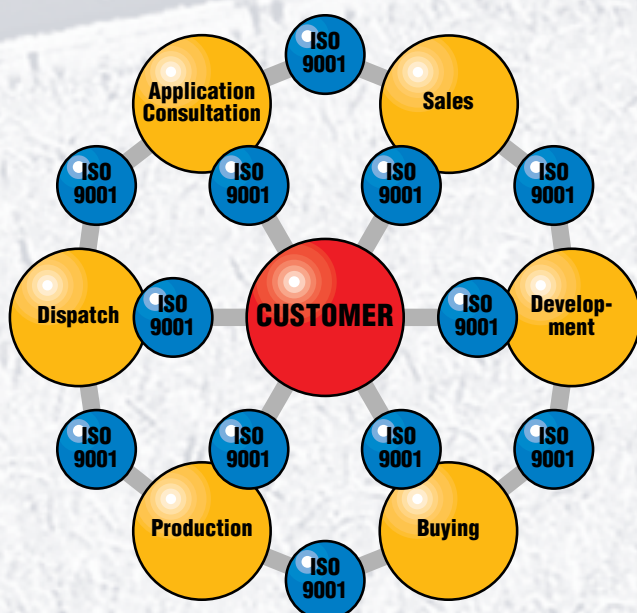 ISO
9001
Application
Consultation
Sales
ISO
9001
ISO
9001
ISO
9001
ISO
9001
Dispatch
ISO
9001
CUSTOMER
ISO
9001
Develop-
ment
ISO
9001
ISO
9001
ISO
9001
ISO
9001
Production
Buying
ISO
9001